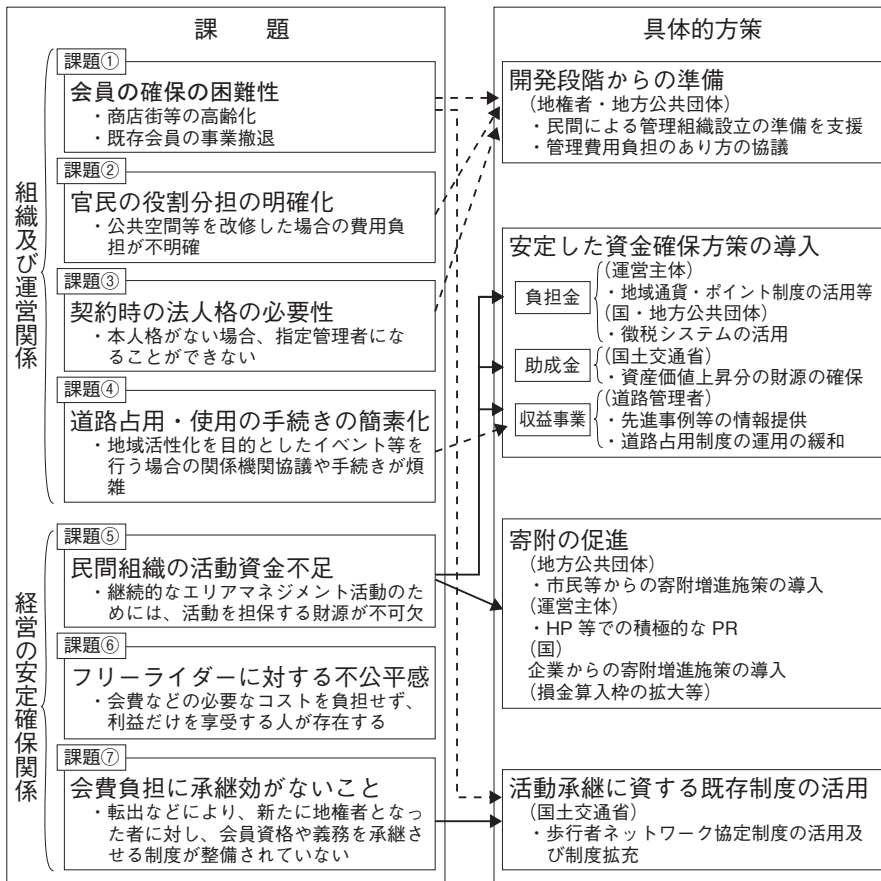 課　題
組織及び運営関係
課題①
会員の確保の困難性
・商店街等の高齢化
・既存会員の事業撤退
課題②
官民の役割分担の明確化
・公共空間等を改修した場合の費用負
担が不明確
課題③
契約時の法人格の必要性
・本人格がない場合、指定管理者にな
ることができない
課題④
道路占用・使用の手続きの簡素化
・地域活性化を目的としたイベント等を
行う場合の関係機関協議や手続きが煩
雑
経営の安定確保関係
課題⑤
民間組織の活動資金不足
・継続的なエリアマネジメント活動のた
めには、活動を担保する財源が不可欠
課題⑥
フリーライダーに対する不公平感
・会費などの必要なコストを負担せず、
利益だけを享受する人が存在する
課題⑦
会費負担に承継効がないこと
・転出などにより、新たに地権者となっ
た者に対し、会員資格や義務を承継さ
せる制度が整備されていない
具体的方策
開発段階からの準備
(地権者・地方公共団体)
・民間による管理組織設立の準備を支援
・管理費用負担のあり方の協議
安定した資金確保方策の導入
負担金
(運営主体)
・地域通貨・ポイント制度の活用等
(国・地方公共団体)
・徴税システムの活用
助成金
(国土交通省)
・資産価値上昇分の財源の確保
収益事業
(道路管理者)
・先進事例等の情報提供
・道路占用制度の運用の緩和
寄附の促進
(地方公共団体)
・市民等からの寄附増進施策の導入
(運営主体)
・HP 等での積極的な PR
(国)
企業からの寄附増進施策の導入
(損金算入枠の拡大等)
活動承継に資する既存制度の活用
(国土交通省)
・歩行者ネットワーク協定制度の活用及
び制度拡充